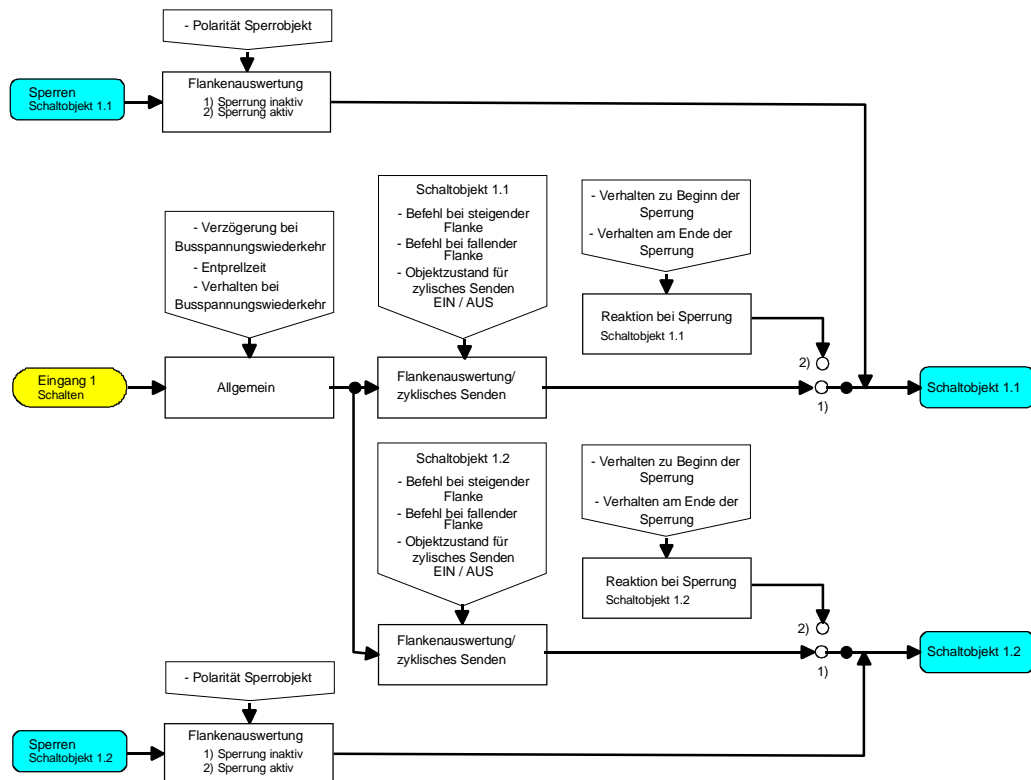 - Polarität Sperrobjekt
Sperren
Schaltobjekt 1.1
Flankenauswertung
1) Sperrung inaktiv
2) Sperrung aktiv
- Verzögerung bei
Busspannungswiederkehr
- Entprellzeit
- Verhalten bei
Busspannungswiederkehr
Schaltobjekt 1.1
- Befehl bei steigender
Flanke
- Befehl bei fallender
Flanke
- Objektzustand für
zylisches Senden
EIN / AUS
- Verhalten zu Beginn der
Sperrung
- Verhalten am Ende der
Sperrung
Reaktion bei Sperrung
Schaltobjekt 1.1
2)
Eingang 1
Schalten
Allgemein
Flankenauswertung/
zyklisches Senden
1)
Schaltobjekt 1.1
Schaltobjekt 1.2
- Befehl bei steigender
Flanke
- Befehl bei fallender
Flanke
- Objektzustand für
zylisches Senden
EIN / AUS
- Verhalten zu Beginn der
Sperrung
- Verhalten am Ende der
Sperrung
Reaktion bei Sperrung
Schaltobjekt 1.2
2)
Flankenauswertung/
zyklisches Senden
1)
Schaltobjekt 1.2
- Polarität Sperrobjekt
Sperren
Schaltobjekt 1.2
Flankenauswertung
1) Sperrung inaktiv
2) Sperrung aktiv